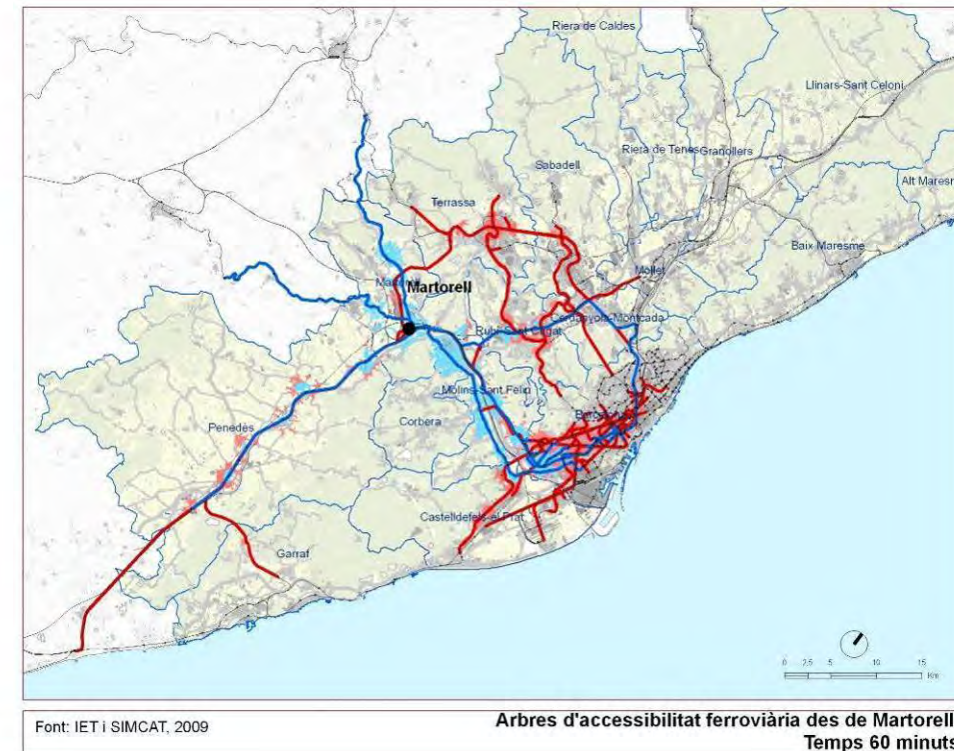 Riera de Caldes
Llinars-Sant Celoni
Riera de Tenes
Granollers
Sabadell
Alt Maresm
Terrassa
Baix Maresme
Mollet
Martorell
Cerdanyola-Montcada
Rubí-Sant Cugat
Molins-Sant Feliu
Corbera
Penedès
Castelldefels-el Prat
Garraf
0 2,5 5 10 15
Km
Font: IET i SIMCAT, 2009
Arbres d'accessibilitat ferroviària des de Martorell
Temps 60 minuts